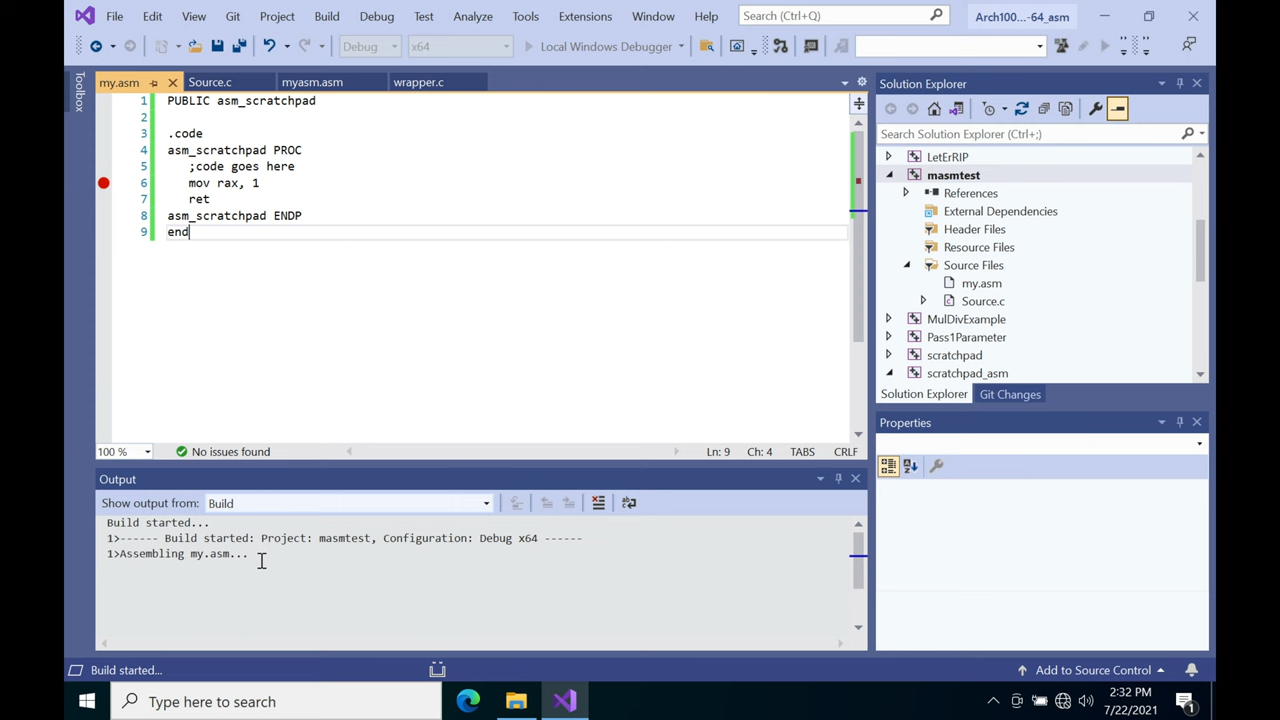 File Edit View Git Project Build Debug Test Analyze Tools Extensions Window Help Search (Ctrl+Q) Arch100...-64_asm
Debug x64 Local Windows Debugger
Toolbox
my.asm Source.c myasm.asm wrapper.c
1 PUBLIC asm_scratchpad
2
3 .code
4 asm_scratchpad PROC
5 ;code goes here
6 mov rax, 1
7 ret
8 asm_scratchpad ENDP
9 end
100 % No issues found Ln: 9 Ch: 4 TABS CRLF
Output
Show output from: Build
Build started...
1>------ Build started: Project: masmtest, Configuration: Debug x64 ------
1>Assembling my.asm...
Solution Explorer
Search Solution Explorer (Ctrl+;)
LetErRIP
masmtest
References
External Dependencies
Header Files
Resource Files
Source Files
my.asm
Source.c
MulDivExample
Pass1Parameter
scratchpad
scratchpad_asm
Solution Explorer Git Changes
Properties
Build started... Add to Source Control
Type here to search
2:32 PM
7/22/2021
1